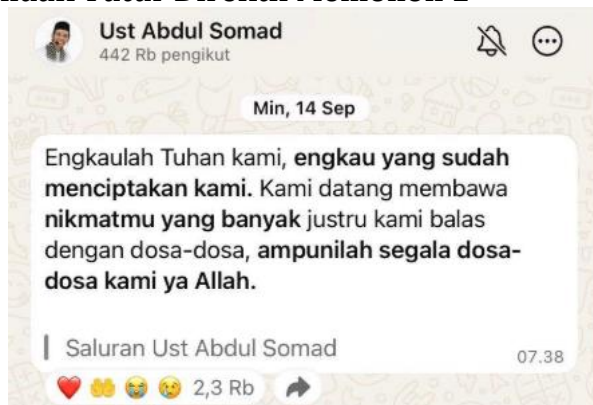 Ust Abdul Somad
442 Rb pengikut
Min, 14 Sep
Engkaulah Tuhan kami, engkau yang sudah
menciptakan kami. Kami datang membawa
nikmatmu yang banyak justru kami balas
dengan dosa-dosa, ampunilah segala dosa-
dosa kami ya Allah.
Saluran Ust Abdul Somad
07.38
2,3 Rb